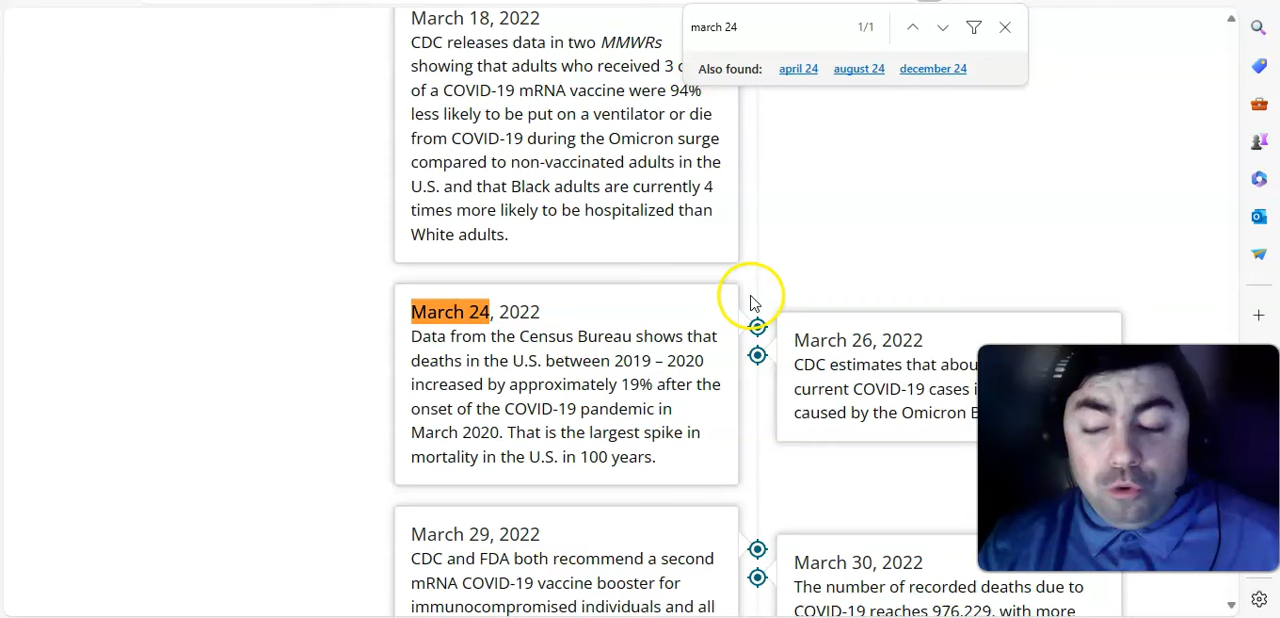 March 18, 2022
CDC releases data in two MMWRs
showing that adults who received 3
of a COVID-19 mRNA vaccine were 94%
less likely to be put on a ventilator or die
from COVID-19 during the Omicron surge
compared to non-vaccinated adults in the
U.S. and that Black adults are currently 4
times more likely to be hospitalized than
White adults.
march 24
1/1
Also found: april 24 august 24 december 24
March 24, 2022
Data from the Census Bureau shows that
deaths in the U.S. between 2019 – 2020
increased by approximately 19% after the
onset of the COVID-19 pandemic in
March 2020. That is the largest spike in
mortality in the U.S. in 100 years.
March 26, 2022
CDC estimates that
current COVID-19 cases
caused by the Omicron
March 29, 2022
CDC and FDA both recommend a second
mRNA COVID-19 vaccine booster for
immunocompromised individuals and all
March 30, 2022
The number of recorded deaths due to
COVID-19 reaches 976,229, with more